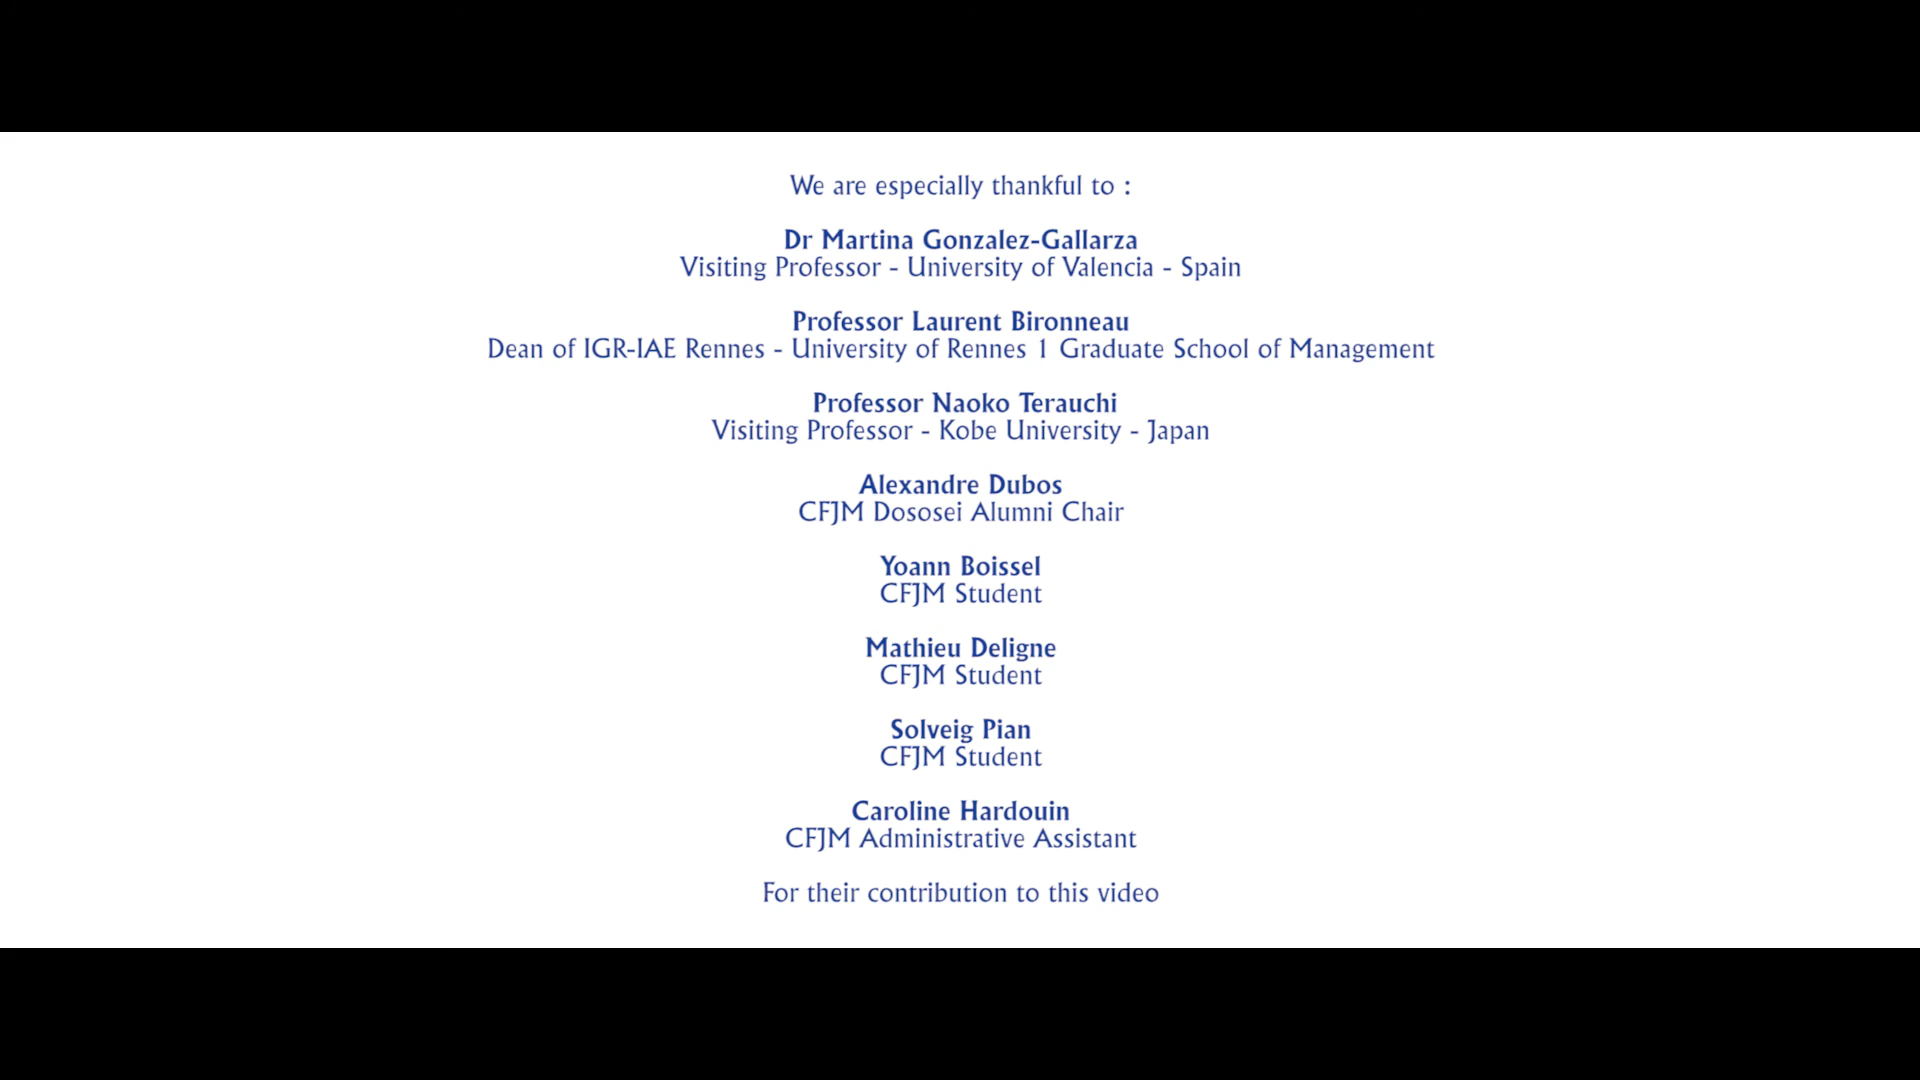 We are especially thankful to :
Dr Martina Gonzalez-Gallarza
Visiting Professor - University of Valencia - Spain
Professor Laurent Bironneau
Dean of IGR-IAE Rennes - University of Rennes 1 Graduate School of Management
Professor Naoko Terauchi
Visiting Professor - Kobe University - Japan
Alexandre Dubos
CFJM Dososei Alumni Chair
Yoann Boissel
CFJM Student
Mathieu Deligne
CFJM Student
Solveig Pian
CFJM Student
Caroline Hardouin
CFJM Administrative Assistant
For their contribution to this video